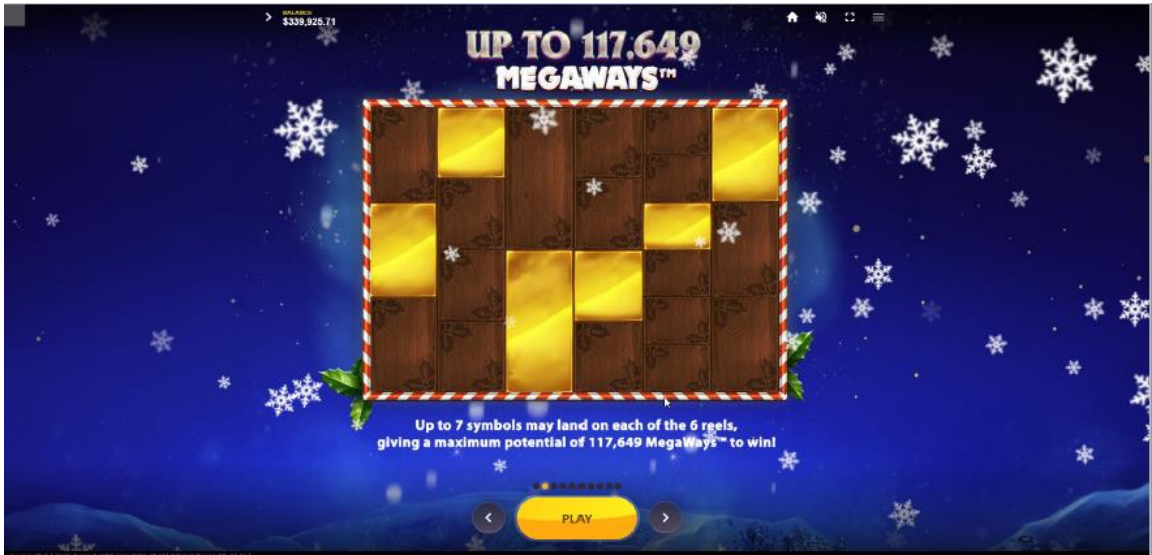 BALANCE
$339,925.71
UP TO 117,649
MEGAWAYS™
Up to 7 symbols may land on each of the 6 reels,
giving a maximum potential of 117,649 MegaWays™ to win!
PLAY